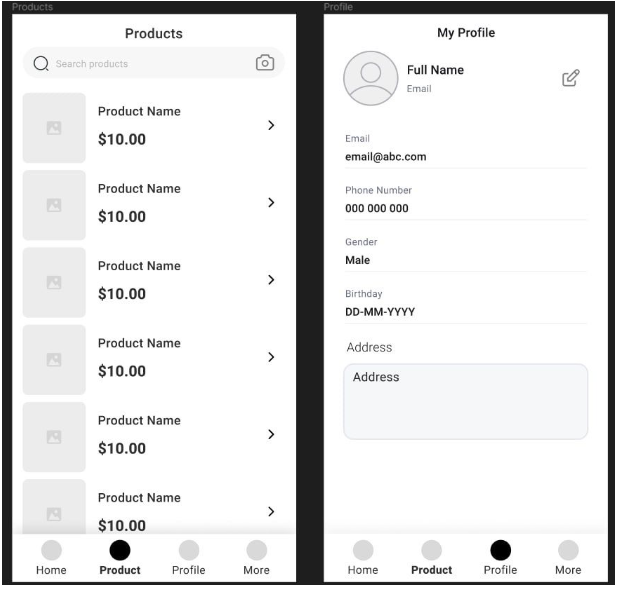 Products
Products
Search products
Product Name
$10.00
Product Name
$10.00
Product Name
$10.00
Product Name
$10.00
Product Name
$10.00
Product Name
$10.00
Home Product Profile More
Profile
My Profile
Full Name
Email
Email
email@abc.com
Phone Number
000 000 000
Gender
Male
Birthday
DD-MM-YYYY
Address
Address
Home Product Profile More